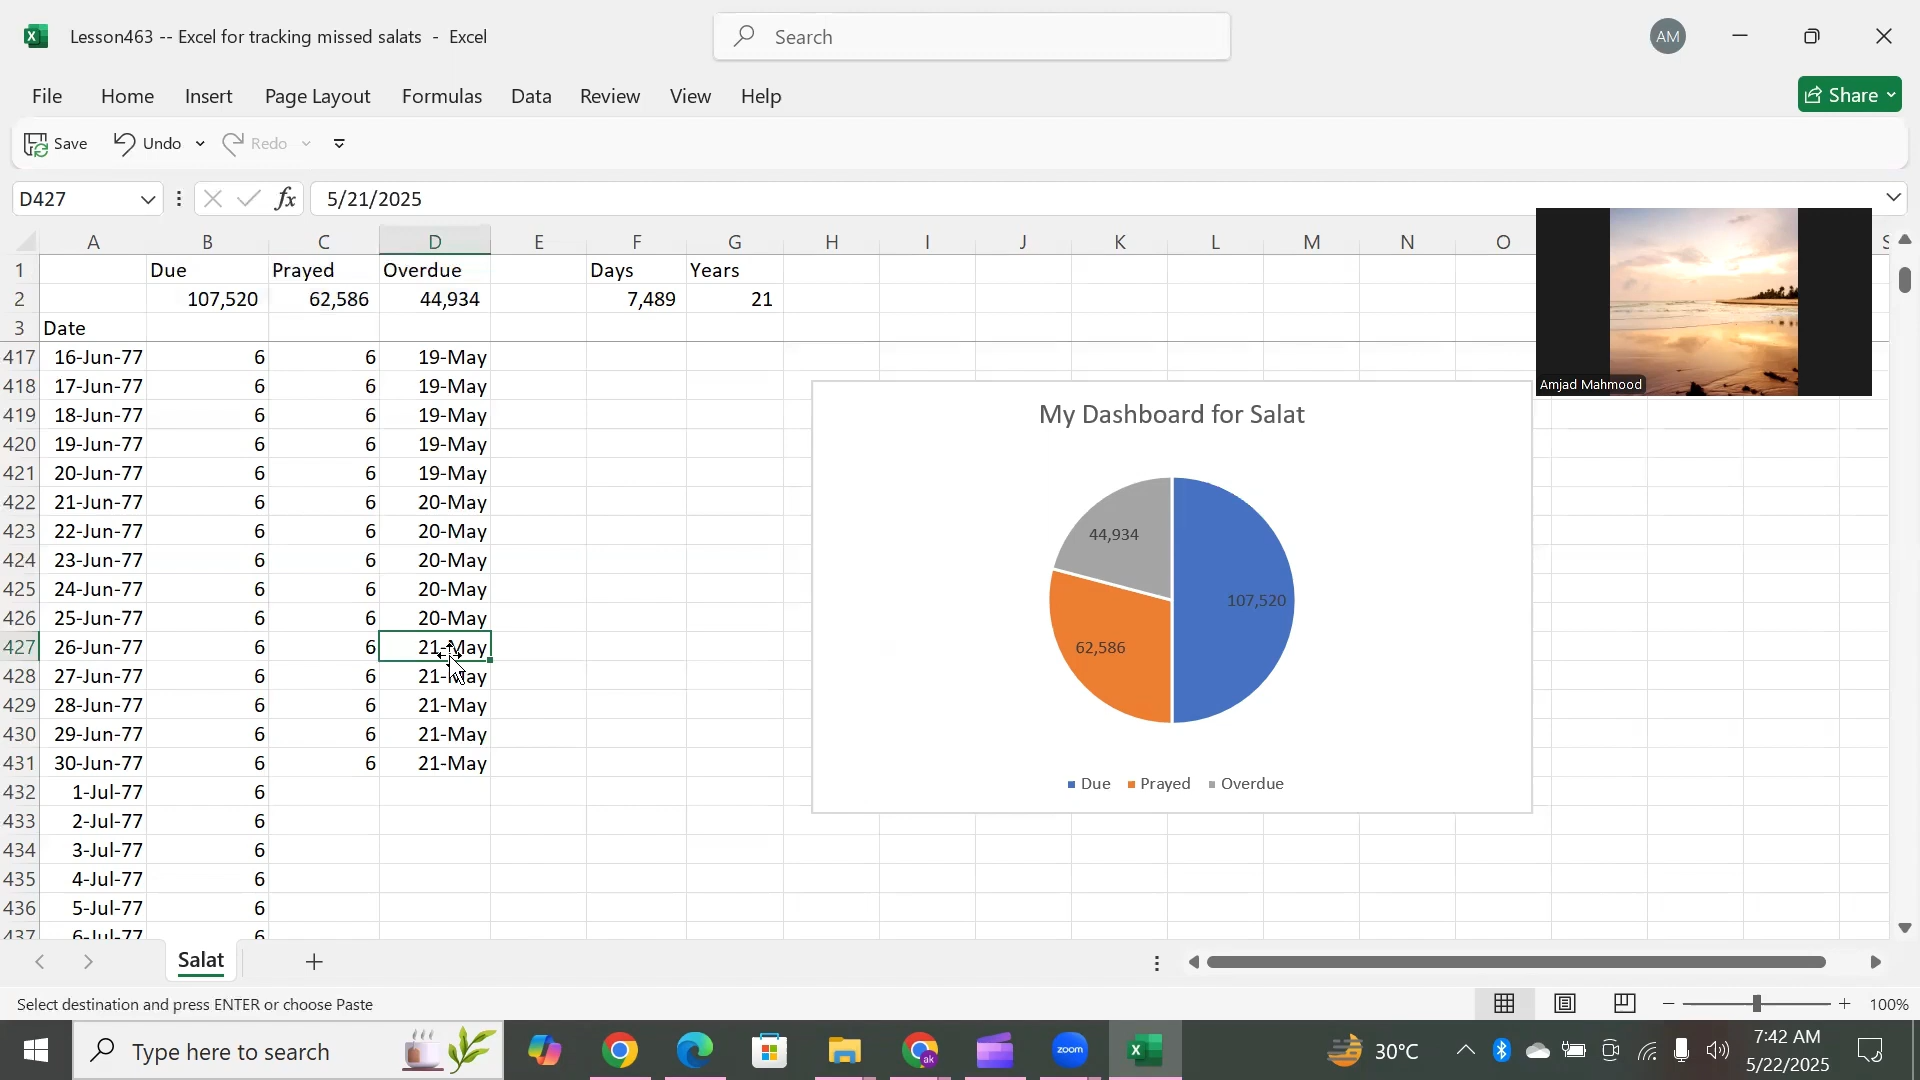 Lesson463 -- Excel for tracking missed salats - Excel
Search
AM
File Home Insert Page Layout Formulas Data Review View Help
Share
Save Undo Redo
D427 fx 5/21/2025
A B C D E F G H I J K L M N O
1 Due Prayed Overdue Days Years
2 107,520 62,586 44,934 7,489 21
3 Date
417 16-Jun-77 6 6 19-May
418 17-Jun-77 6 6 19-May
419 18-Jun-77 6 6 19-May
420 19-Jun-77 6 6 19-May
421 20-Jun-77 6 6 19-May
422 21-Jun-77 6 6 20-May
423 22-Jun-77 6 6 20-May
424 23-Jun-77 6 6 20-May
425 24-Jun-77 6 6 20-May
426 25-Jun-77 6 6 20-May
427 26-Jun-77 6 6 21-May
428 27-Jun-77 6 6 21-May
429 28-Jun-77 6 6 21-May
430 29-Jun-77 6 6 21-May
431 30-Jun-77 6 6 21-May
432 1-Jul-77 6
433 2-Jul-77 6
434 3-Jul-77 6
435 4-Jul-77 6
436 5-Jul-77 6
437 6-Jul-77 6
Amjad Mahmood
My Dashboard for Salat
44,934
107,520
62,586
Due Prayed Overdue
Salat
Select destination and press ENTER or choose Paste
100%
Type here to search
zoom
30°C
7:42 AM
5/22/2025